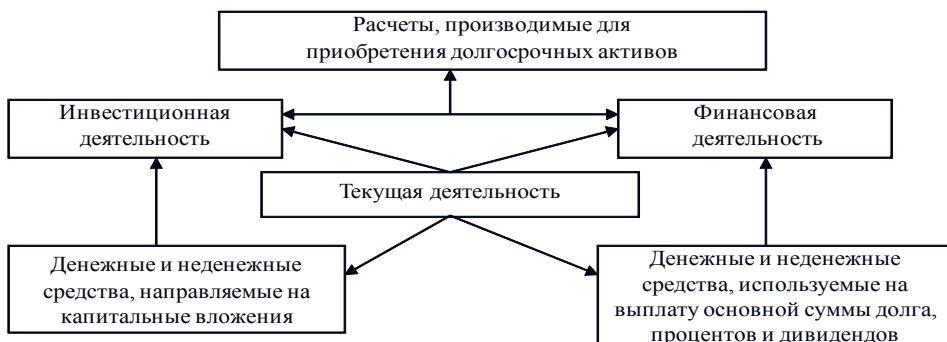 Расчеты, производимые для
приобретения долгосрочных активов
Инвестиционная
деятельность
Финансовая
деятельность
Текущая деятельность
Денежные и неденежные
средства, направляемые на
капитальные вложения
Денежные и неденежные
средства, используемые на
выплату основной суммы долга,
процентов и дивидендов